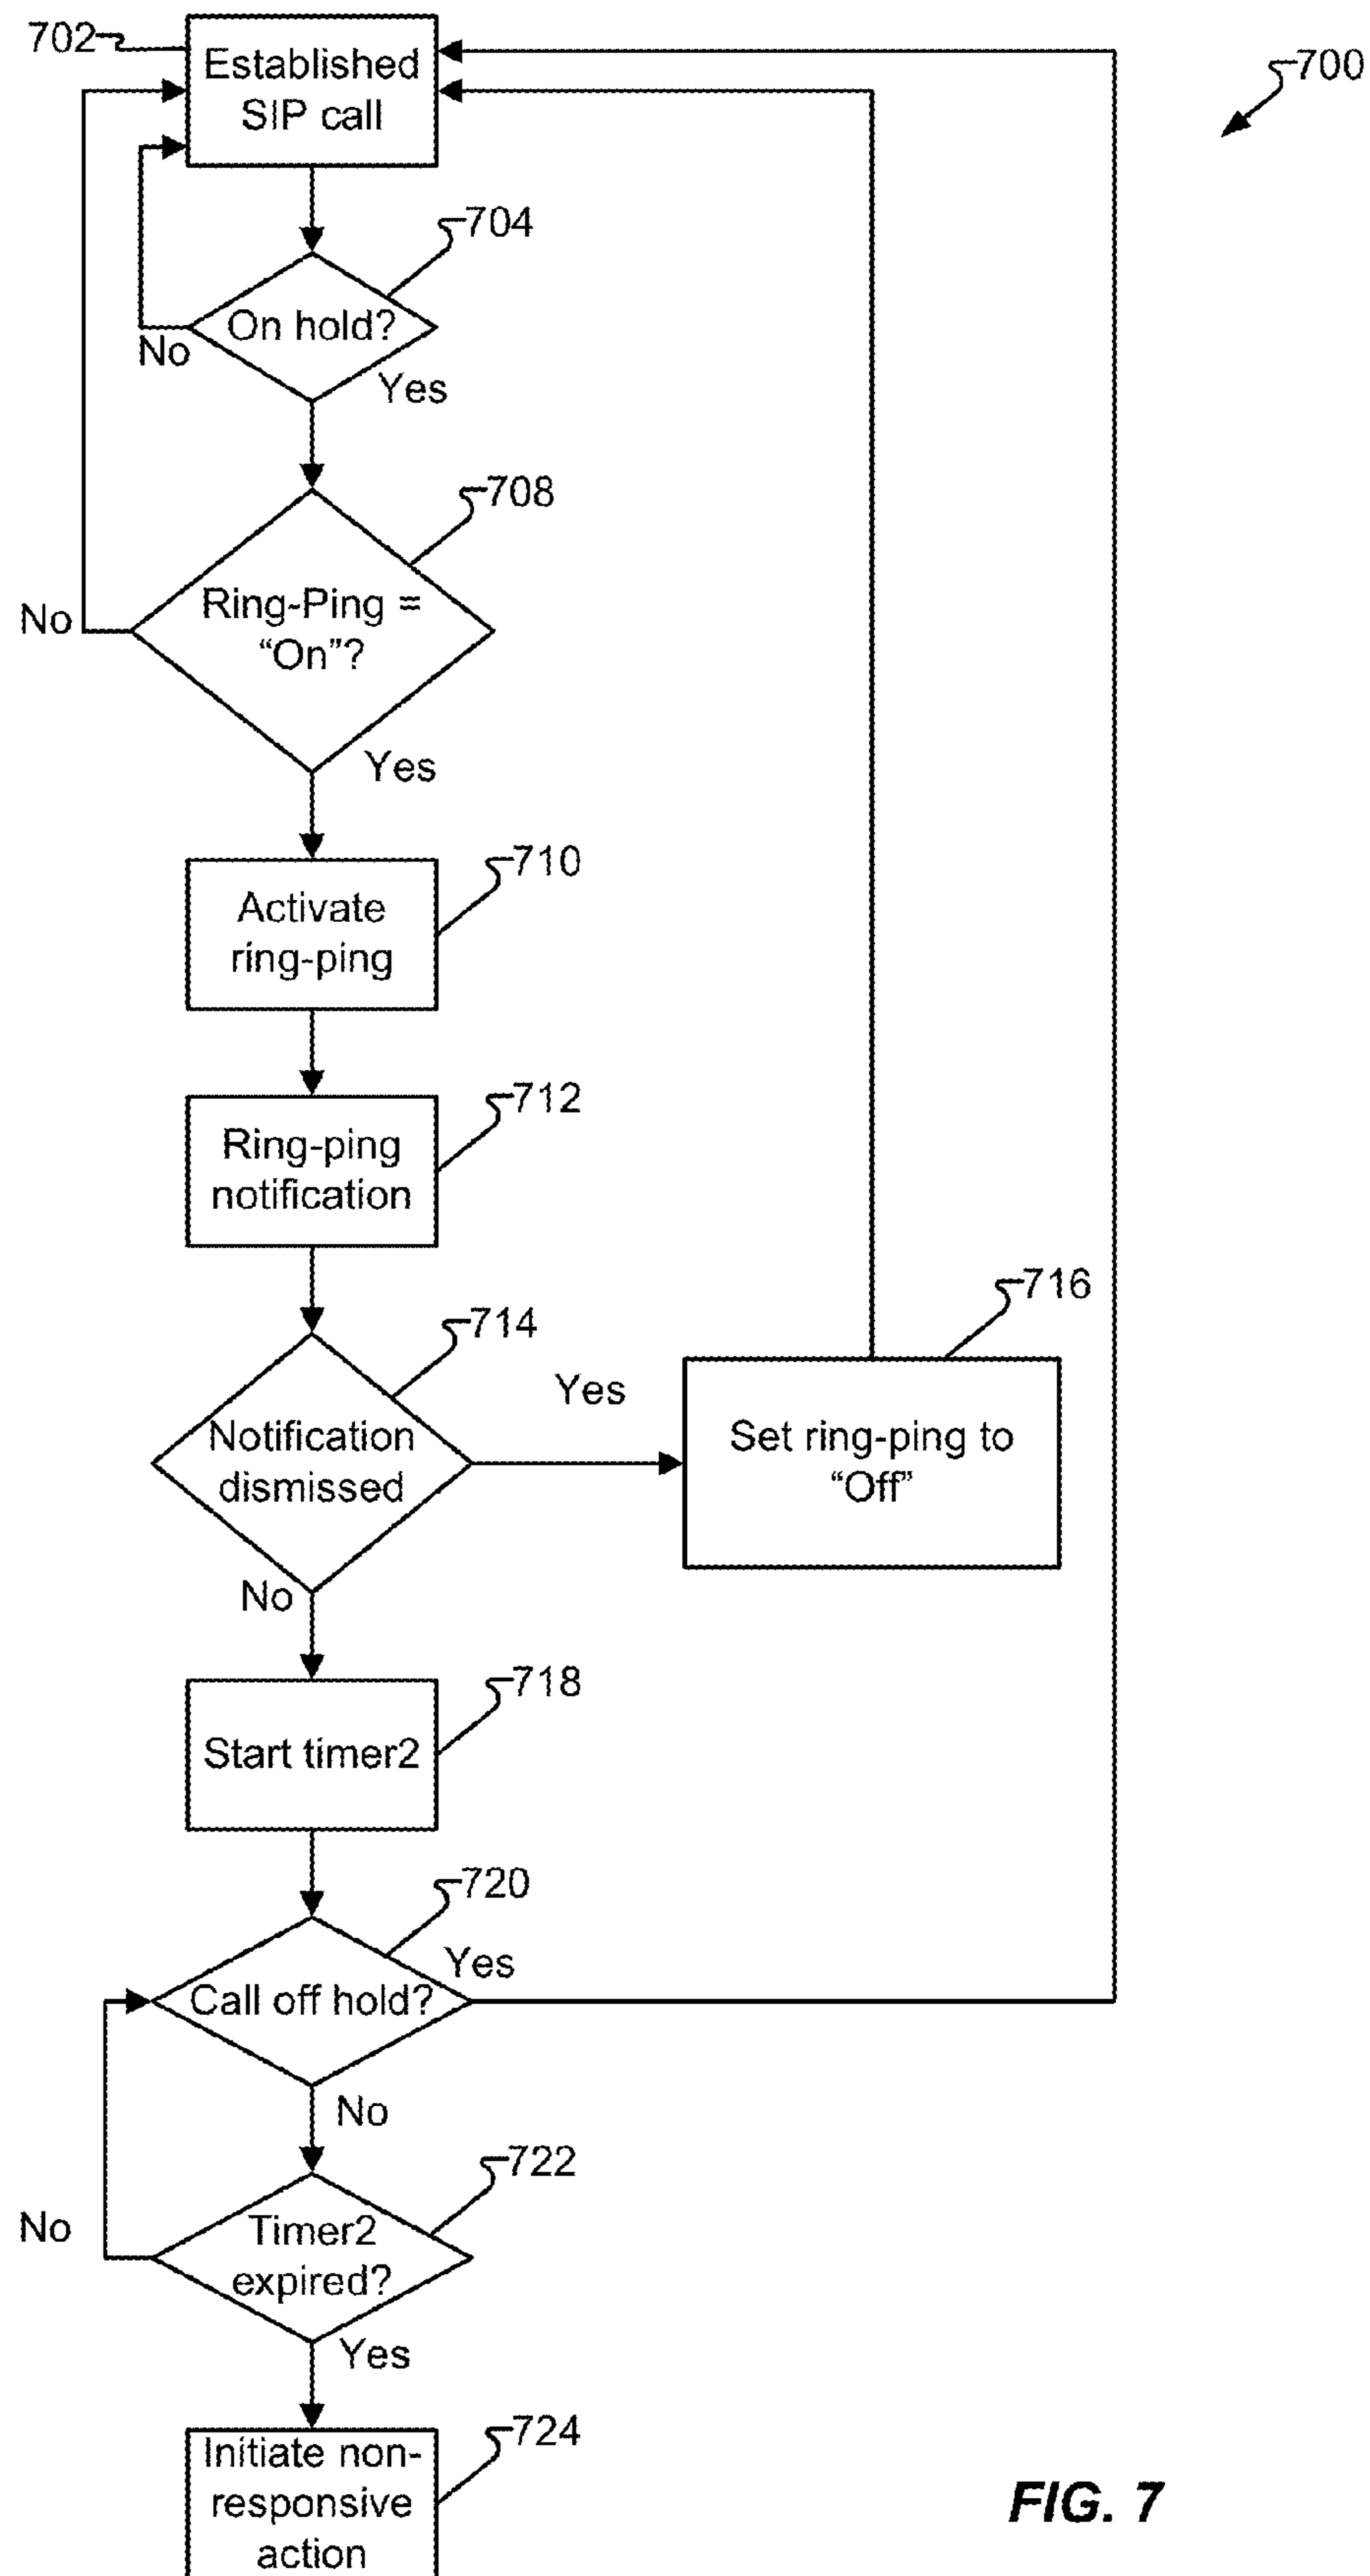 702
Established
SIP call
700
704
On hold?
No
Yes
708
Ring-Ping =
“On”?
No
Yes
710
Activate
ring-ping
712
Ring-ping
notification
714
Notification
dismissed
Yes
716
Set ring-ping to
“Off”
No
718
Start timer2
720
Call off hold?
Yes
No
722
Timer2
expired?
No
Yes
724
Initiate non-
responsive
action
FIG. 7